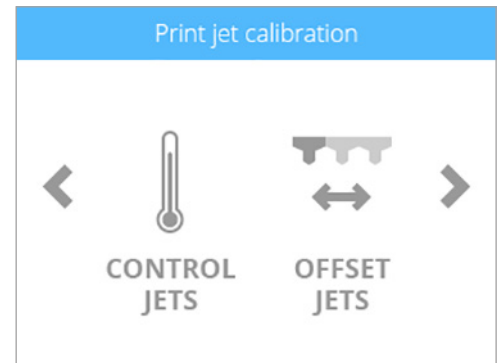 Print jet calibration
CONTROL
JETS
OFFSET
JETS